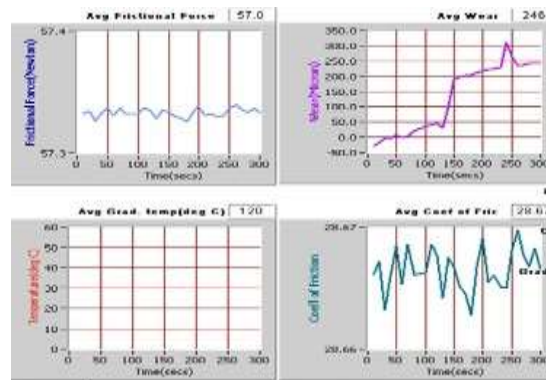 Avg Frictional Force 57.0
57.4
Frictional Force(Newton)
57.3
0 50 100 150 200 250 300
Time(secs)
Avg Wear 246
350.0
300.0
250.0
200.0
150.0
100.0
50.0
0.0
-50.0
Wear(Micron)
0 50 100 150 200 250 300
Time(secs)
Avg Grad. temp(deg C) 120
60
50
40
30
20
10
0
0 50 100 150 200 250 300
Time(secs)
Avg Coef of Fric 28.6
28.67
Coeff of Friction
28.66
Grad
0 50 100 150 200 250 300
Time(secs)